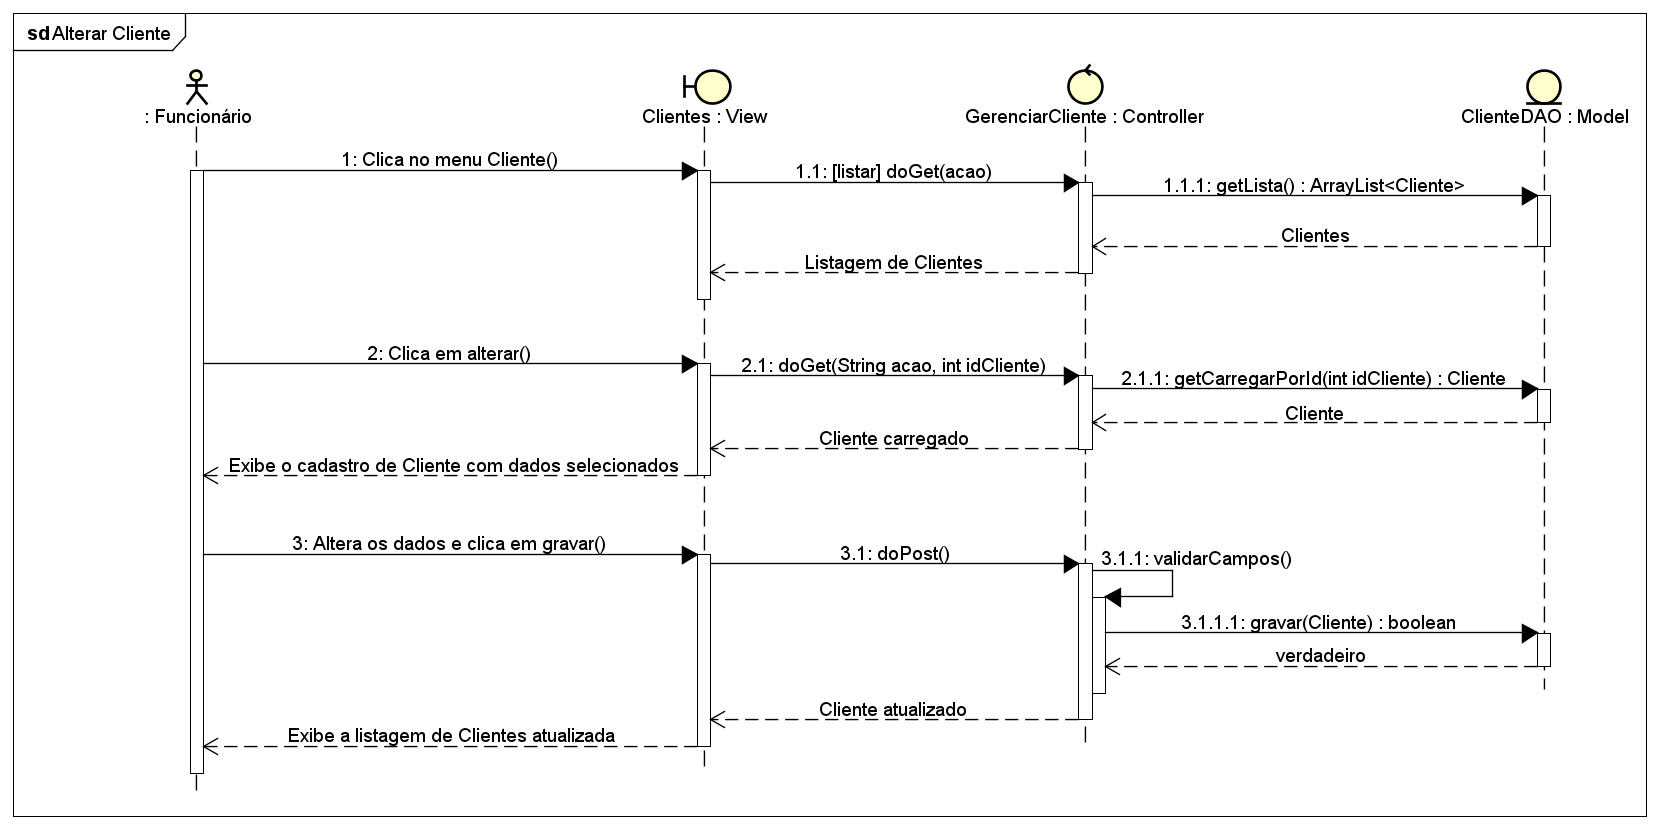 sd Alterar Cliente
: Funcionário
Clientes : View
GerenciarCliente : Controller
ClienteDAO : Model
1: Clica no menu Cliente()
1.1: [listar] doGet(acao)
1.1.1: getLista() : ArrayList<Cliente>
Clientes
Listagem de Clientes
2: Clica em alterar()
2.1: doGet(String acao, int idCliente)
2.1.1: getCarregarPorId(int idCliente) : Cliente
Cliente
Cliente carregado
Exibe o cadastro de Cliente com dados selecionados
3: Altera os dados e clica em gravar()
3.1: doPost()
3.1.1: validarCampos()
3.1.1.1: gravar(Cliente) : boolean
verdadeiro
Cliente atualizado
Exibe a listagem de Clientes atualizada